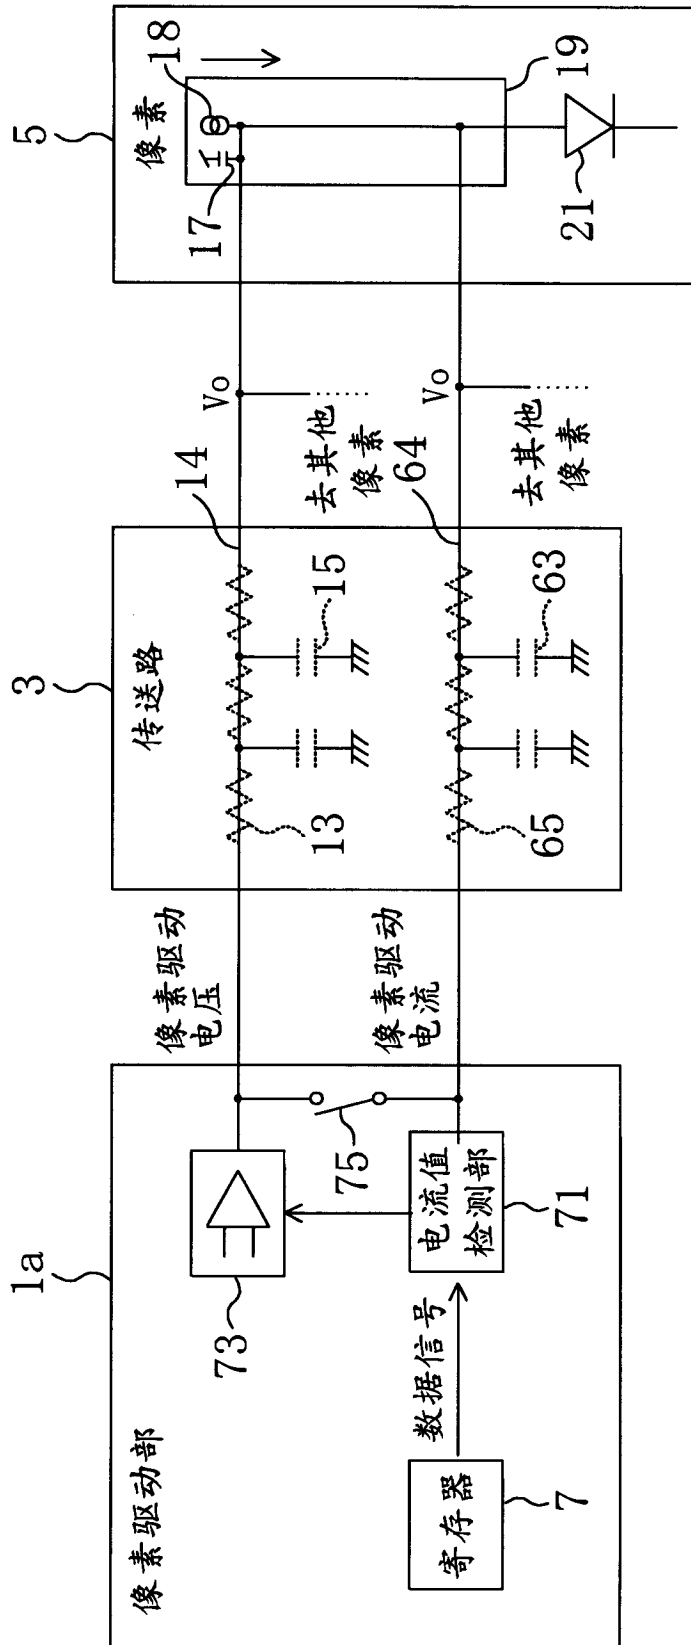 1a
像素驱动部
寄存器
7
数据信号
电流值
检测部
71
73
75
像素驱动
电压
像素驱动
电流
3
传送路
13
15
14
65
63
64
Vo
去其他
像素
Vo
去其他
像素
5
像素
17
18
19
21